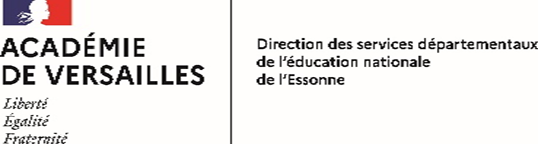 ACADÉMIE
DE VERSAILLES
Liberté
Égalité
Fraternité
Direction des services départementaux
de l'éducation nationale
de l'Essonne